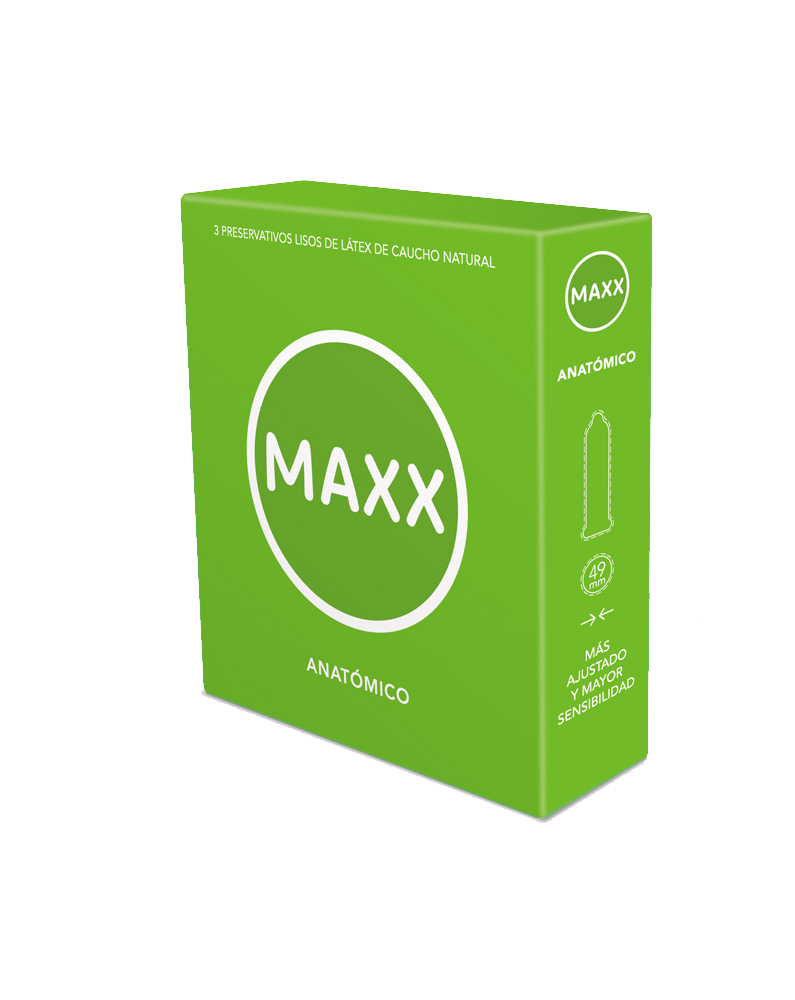 3 PRESERVATIVOS LISOS DE LÁTEX DE CAUCHO NATURAL
MAXX
ANATÓMICO
MAXX
ANATÓMICO
49
mm
MÁS
AJUSTADO
Y MAYOR
SENSIBILIDAD